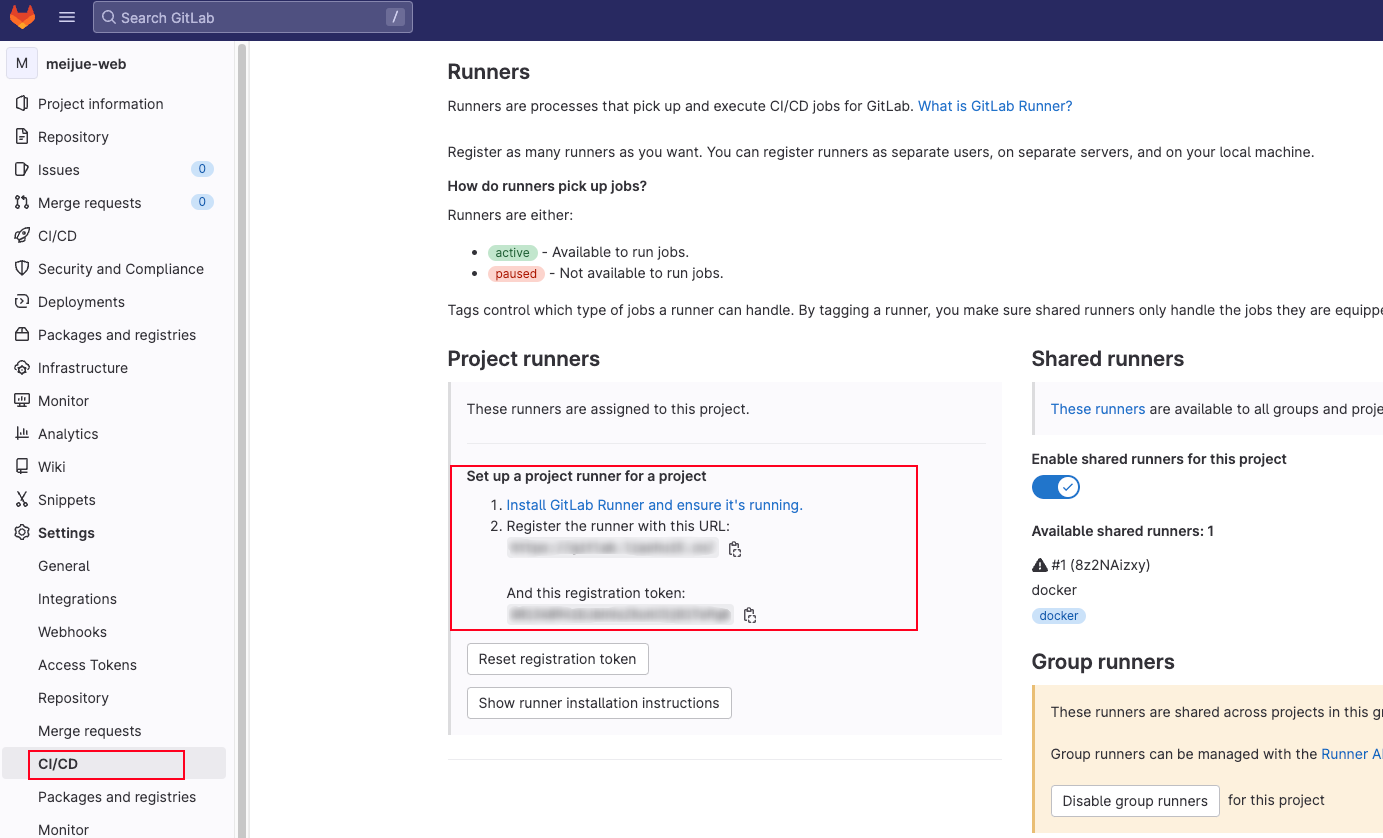 Search GitLab
/
M
meijue-web
Project information
Repository
Issues
0
Merge requests
0
CI/CD
Security and Compliance
Deployments
Packages and registries
Infrastructure
Monitor
Analytics
Wiki
Snippets
Settings
General
Integrations
Webhooks
Access Tokens
Repository
Merge requests
CI/CD
Packages and registries
Monitor
Runners
Runners are processes that pick up and execute CI/CD jobs for GitLab. What is GitLab Runner?
Register as many runners as you want. You can register runners as separate users, on separate servers, and on your local machine.
How do runners pick up jobs?
Runners are either:
• active - Available to run jobs.
• paused - Not available to run jobs.
Tags control which type of jobs a runner can handle. By tagging a runner, you make sure shared runners only handle the jobs they are equippe
Project runners
These runners are assigned to this project.
Set up a project runner for a project
1. Install GitLab Runner and ensure it's running.
2. Register the runner with this URL:
And this registration token:
Reset registration token
Show runner installation instructions
Shared runners
These runners are available to all groups and proje
Enable shared runners for this project
Available shared runners: 1
#1 (8z2NAizxy)
docker
docker
Group runners
These runners are shared across projects in this g
Group runners can be managed with the Runner A
Disable group runners for this project